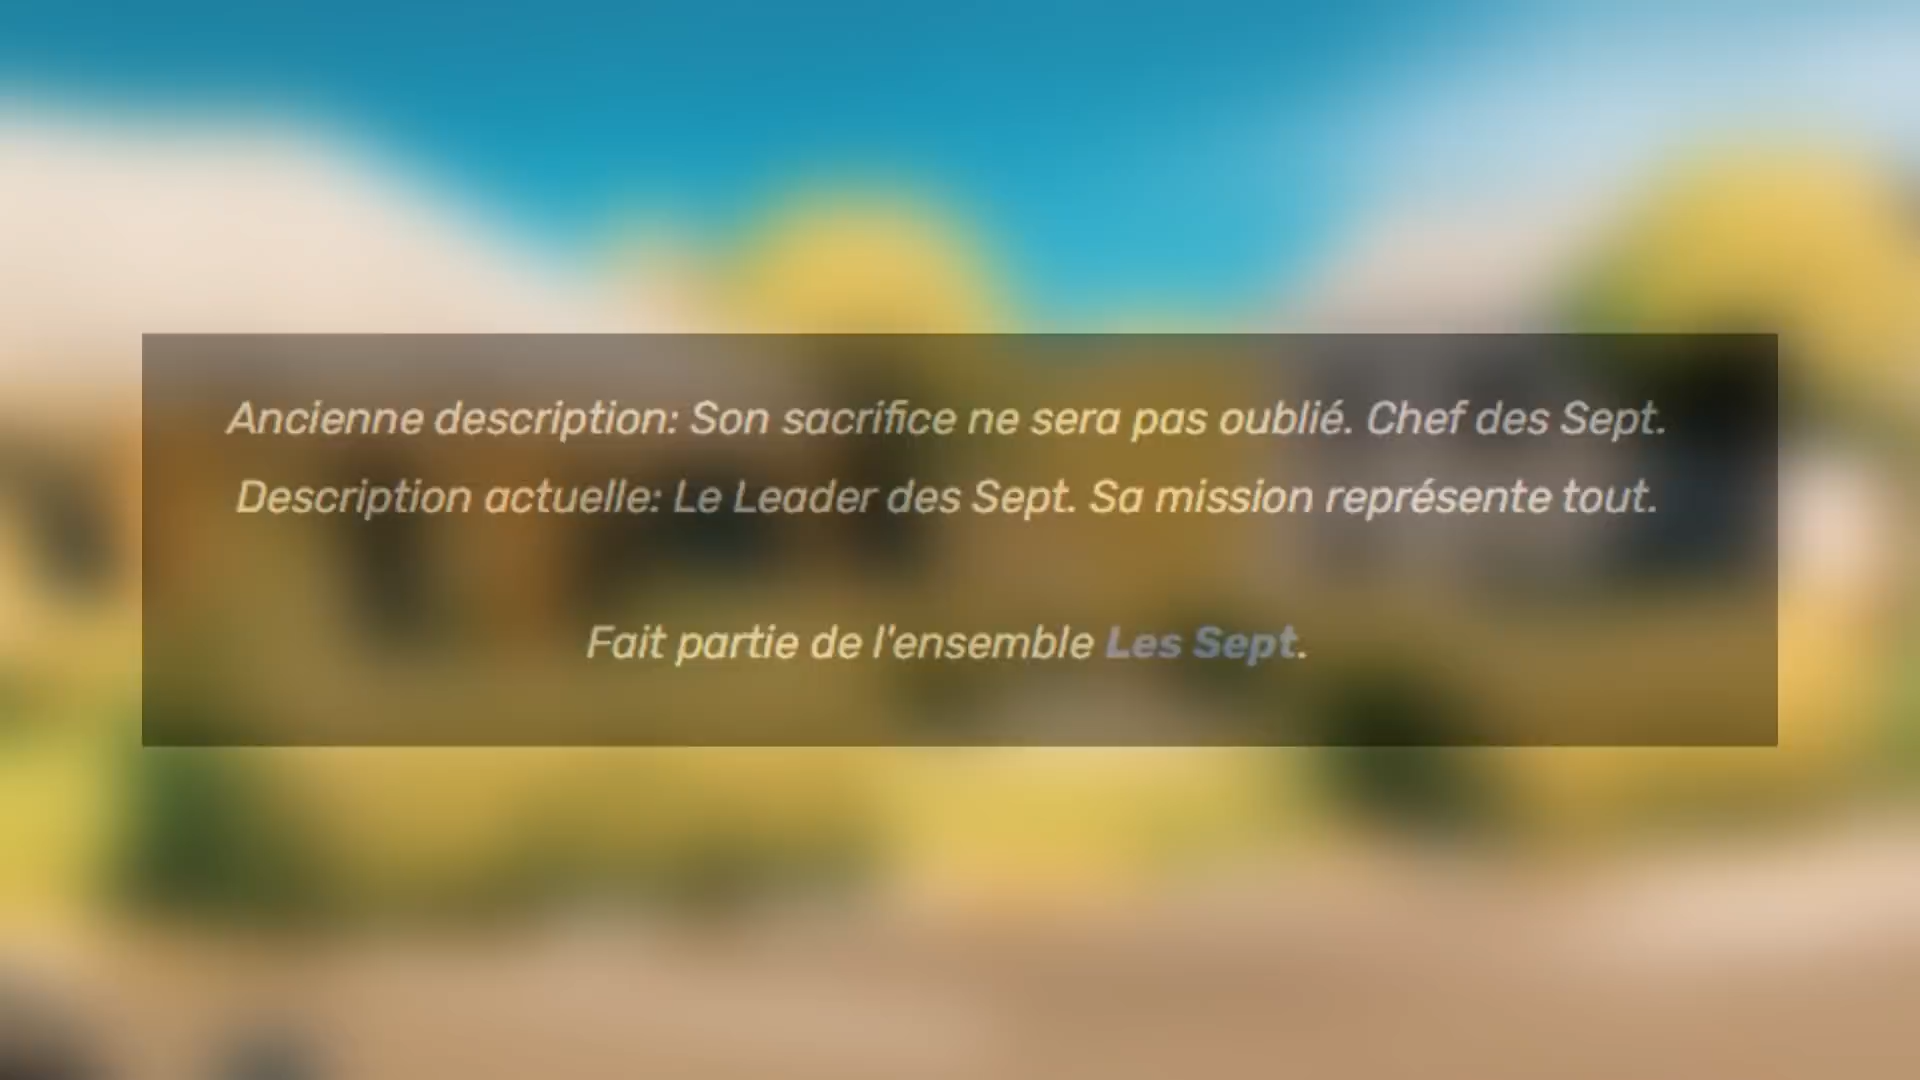 Ancienne description: Son sacrifice ne sera pas oublié. Chef des Sept.
Description actuelle: Le Leader des Sept. Sa mission représente tout.
Fait partie de l'ensemble Les Sept.